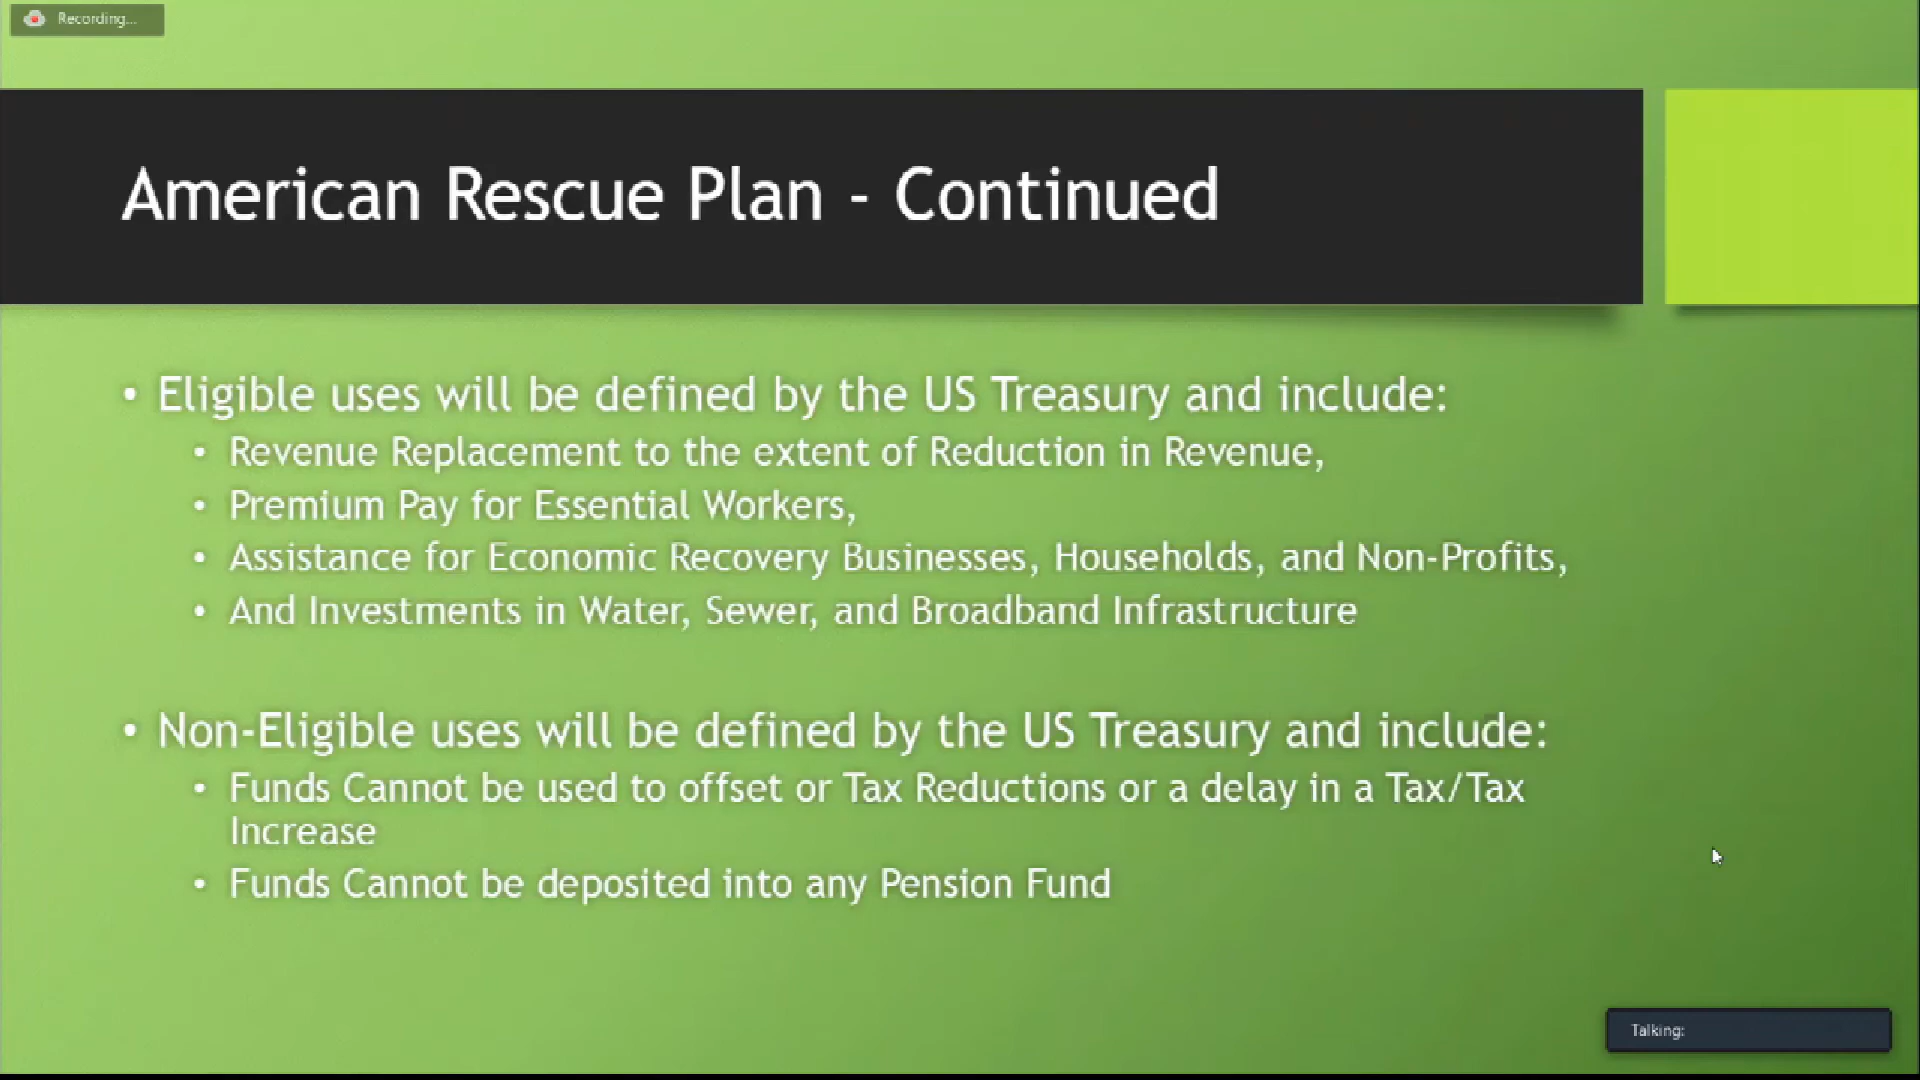 Recording...
American Rescue Plan - Continued
• Eligible uses will be defined by the US Treasury and include:
• Revenue Replacement to the extent of Reduction in Revenue,
• Premium Pay for Essential Workers,
• Assistance for Economic Recovery Businesses, Households, and Non-Profits,
• And Investments in Water, Sewer, and Broadband Infrastructure
• Non-Eligible uses will be defined by the US Treasury and include:
• Funds Cannot be used to offset or Tax Reductions or a delay in a Tax/Tax
Increase
• Funds Cannot be deposited into any Pension Fund
Talking: